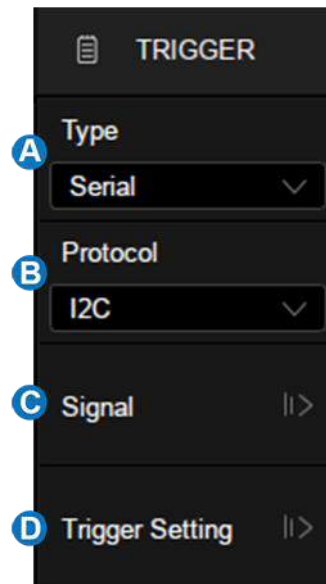 TRIGGER
A
Type
Serial
B
Protocol
I2C
C
Signal
D
Trigger Setting